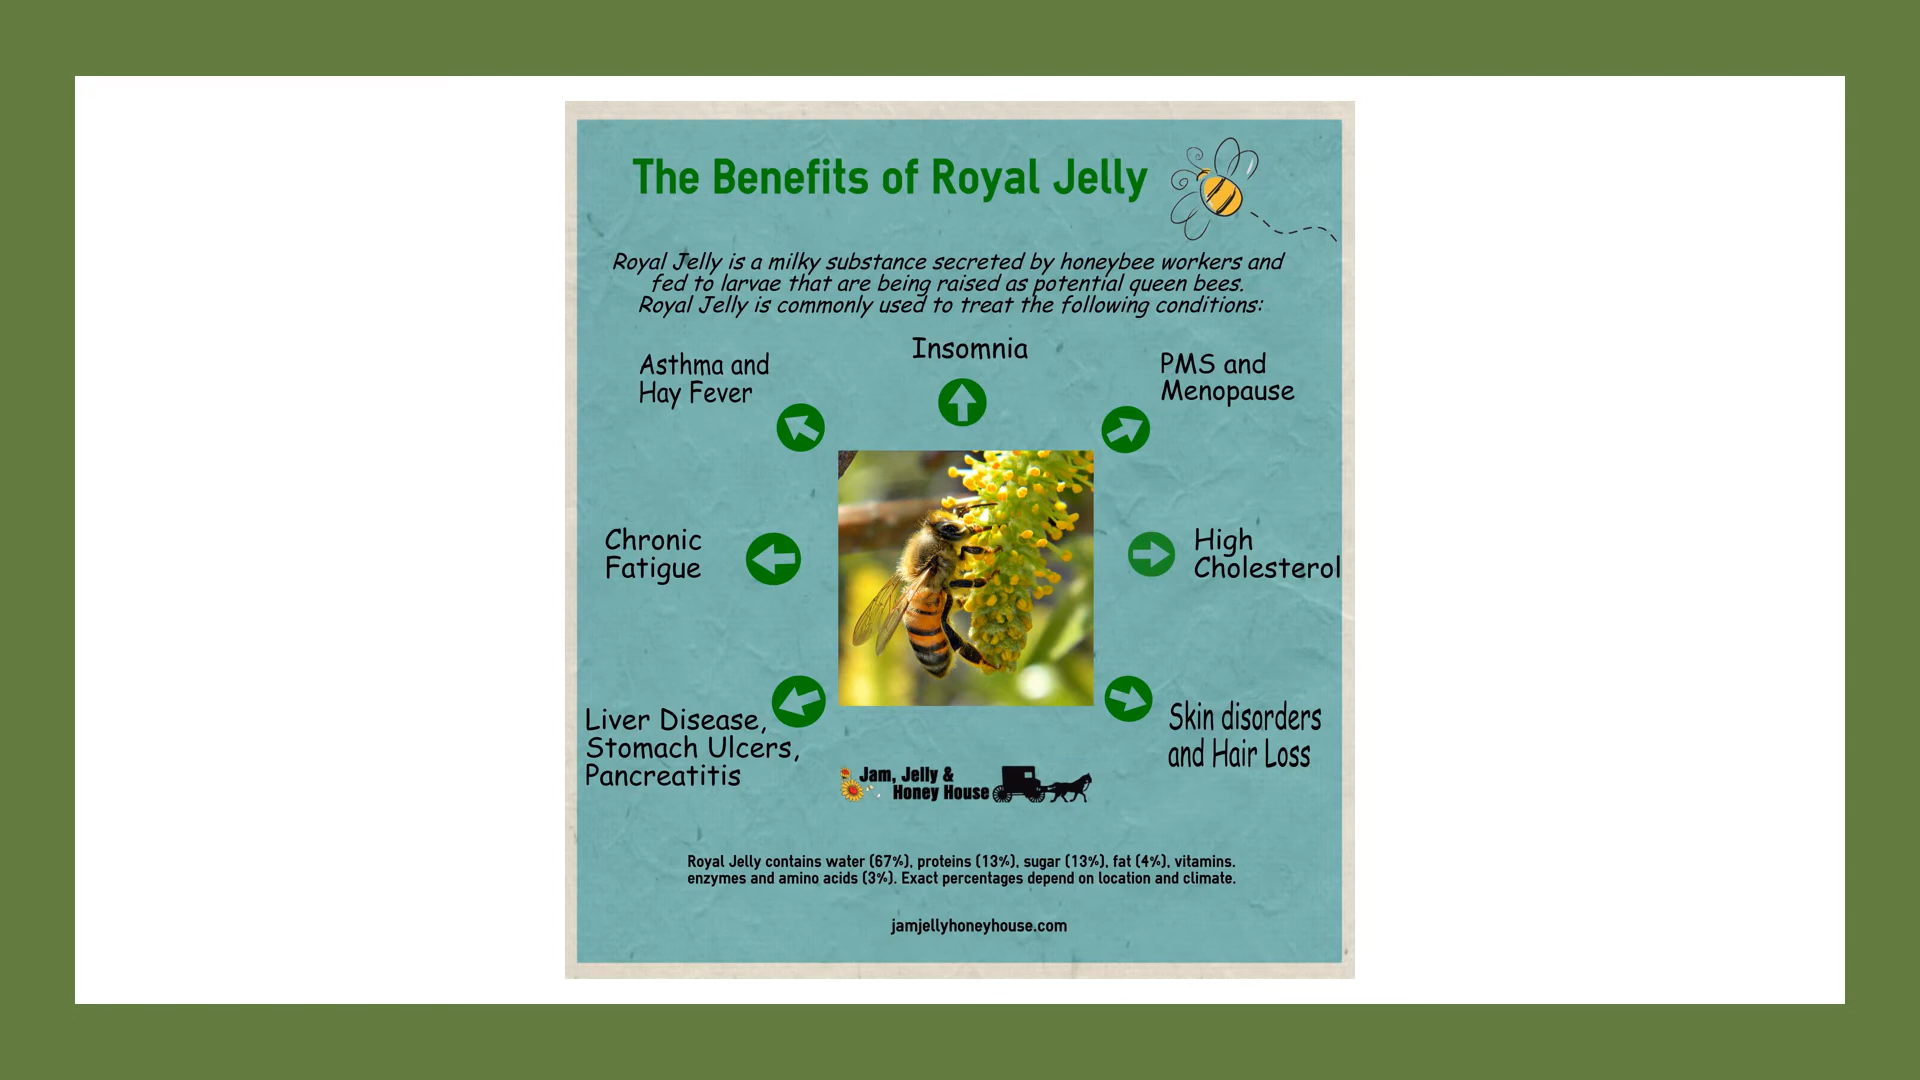 The Benefits of Royal Jelly
Royal Jelly is a milky substance secreted by honeybee workers and
fed to larvae that are being raised as potential queen bees.
Royal Jelly is commonly used to treat the following conditions:
Insomnia
Asthma and
Hay Fever
PMS and
Menopause
Chronic
Fatigue
High
Cholesterol
Liver Disease,
Stomach Ulcers,
Pancreatitis
Skin disorders
and Hair Loss
Jam, Jelly &
Honey House
Royal Jelly contains water (67%), proteins (13%), sugar (13%), fat (4%), vitamins.
enzymes and amino acids (3%). Exact percentages depend on location and climate.
jamjellyhoneyhouse.com